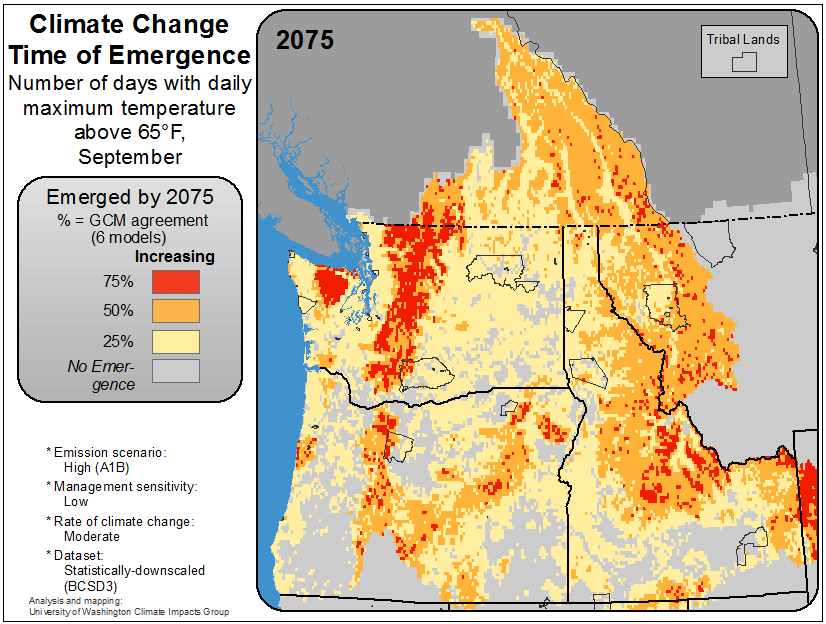 Climate Change
Time of Emergence
Number of days with daily
maximum temperature
above 65°F,
September
Emerged by 2075
% = GCM agreement
(6 models)
Increasing
75%
50%
25%
No Emer-
gence
* Emission scenario:
High (A1B)
* Management sensitivity:
Low
* Rate of climate change:
Moderate
* Dataset:
Statistically-downscaled
(BCSD3)
Analysis and mapping:
University of Washington Climate Impacts Group
2075
Tribal Lands